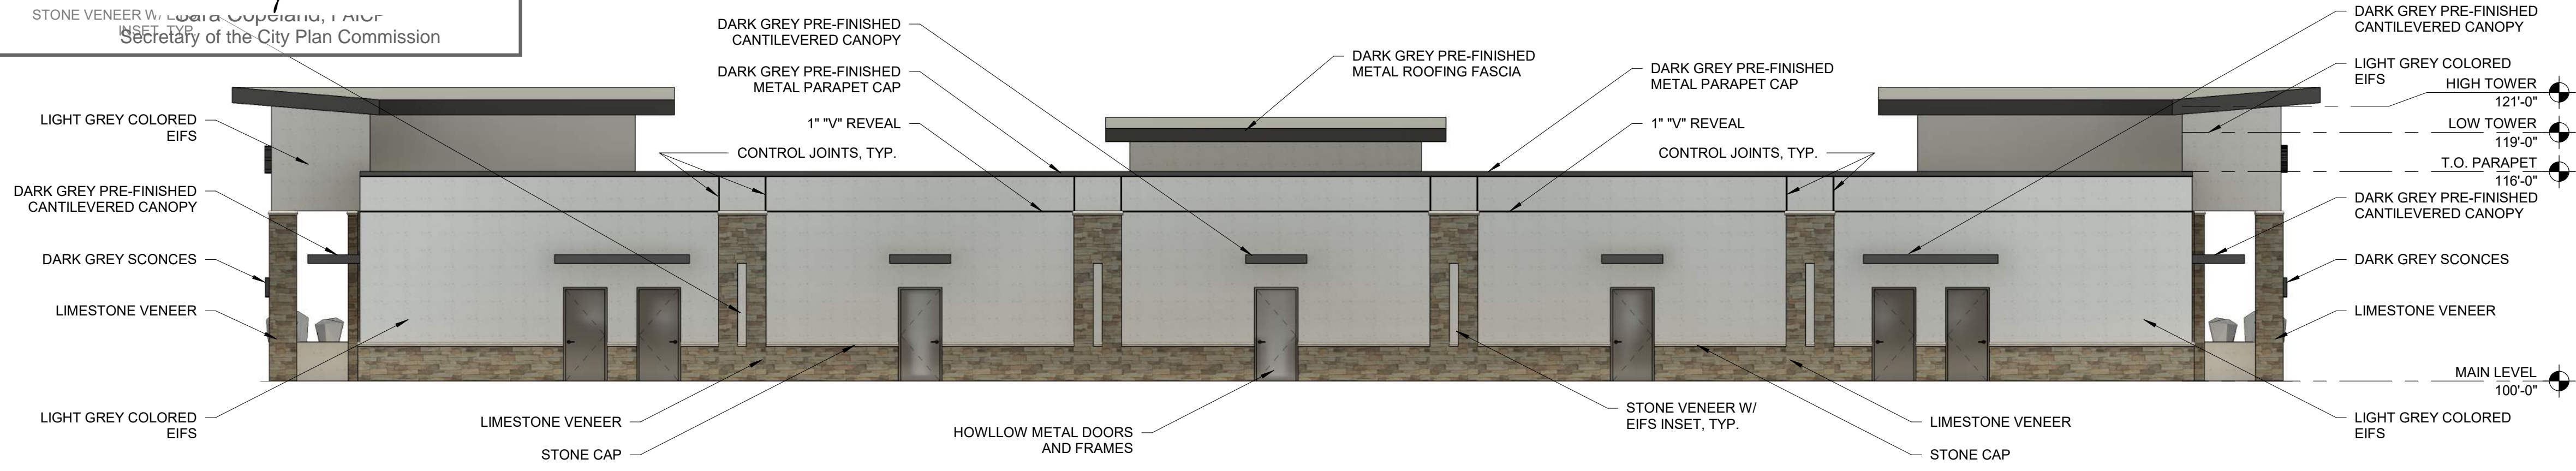 STONE VENEER W/
INSET, TYP.
Sara Copeland, FAICP
Secretary of the City Plan Commission
LIGHT GREY COLORED
EIFS
DARK GREY PRE-FINISHED
CANTILEVERED CANOPY
DARK GREY SCONCES
LIMESTONE VENEER
LIGHT GREY COLORED
EIFS
DARK GREY PRE-FINISHED
CANTILEVERED CANOPY
DARK GREY PRE-FINISHED
METAL PARAPET CAP
1" "V" REVEAL
CONTROL JOINTS, TYP.
LIMESTONE VENEER
STONE CAP
DARK GREY PRE-FINISHED
METAL ROOFING FASCIA
HOWLLOW METAL DOORS
AND FRAMES
DARK GREY PRE-FINISHED
METAL PARAPET CAP
1" "V" REVEAL
CONTROL JOINTS, TYP.
STONE VENEER W/
EIFS INSET, TYP.
LIMESTONE VENEER
STONE CAP
DARK GREY PRE-FINISHED
CANTILEVERED CANOPY
LIGHT GREY COLORED
EIFS
HIGH TOWER
121'-0"
LOW TOWER
119'-0"
T.O. PARAPET
116'-0"
DARK GREY PRE-FINISHED
CANTILEVERED CANOPY
DARK GREY SCONCES
LIMESTONE VENEER
MAIN LEVEL
100'-0"
LIGHT GREY COLORED
EIFS